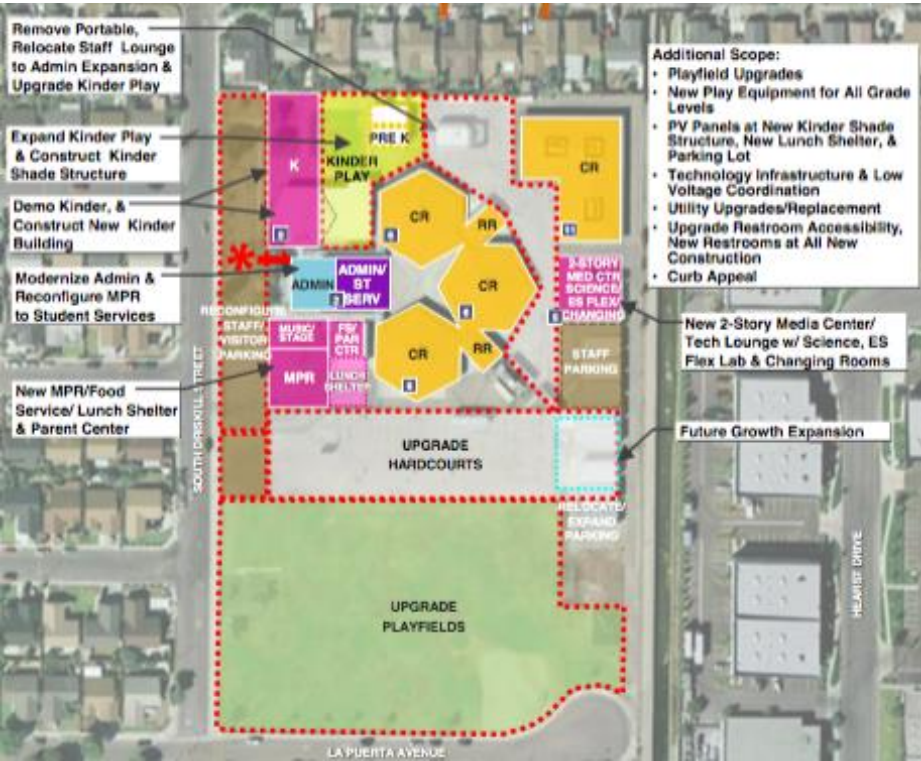 Remove Portable,
Relocate Staff Lounge
to Admin Expansion &
Upgrade Kinder Play
Expand Kinder Play
& Construct Kinder
Shade Structure
Demo Kinder, &
Construct New Kinder
Building
Modernize Admin &
Reconfigure MPR
to Student Services
New MPR/Food
Service/ Lunch Shelter
& Parent Center
Additional Scope:
• Playfield Upgrades
• New Play Equipment for All Grade
Levels
• PV Panels at New Kinder Shade
Structure, New Lunch Shelter, &
Parking Lot
• Technology Infrastructure & Low
Voltage Coordination
• Utility Upgrades/Replacement
• Upgrade Restroom Accessibility,
New Restrooms at All New
Construction
• Curb Appeal
New 2-Story Media Center/
Tech Lounge w/ Science, ES
Flex Lab & Changing Rooms
Future Growth Expansion
K
PRE K
KINDER
PLAY
CR
CR
RR
CR
CR
RR
ADMIN
ADMIN/
ST
SERV
RECONFIGURE
STAFF/
VISITOR
PARKING
MUSIC/
STAGE
FS/
PAR
CTR
MPR
LUNCH
SHELTER
2-STORY
MED CTR
SCIENCE/
ES FLEX/
CHANGING
STAFF
PARKING
UPGRADE
HARDCOURTS
RELOCATE/
EXPAND
PARKING
UPGRADE
PLAYFIELDS
SOUTH DRISKILL STREET
LA PUERTA AVENUE
HEARST DRIVE